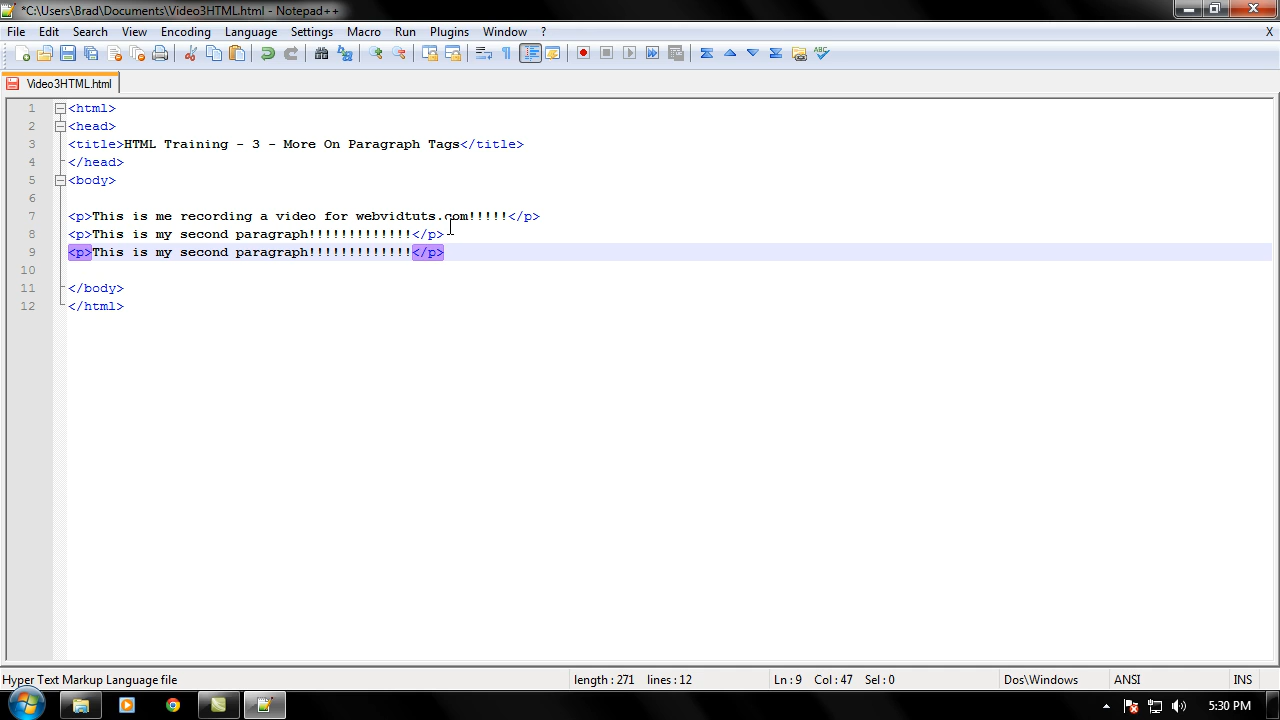 *C:\Users\Brad\Documents\Video3HTML.html - Notepad++
File Edit Search View Encoding Language Settings Macro Run Plugins Window ? X
Video3HTML.html
1 <html>
2 <head>
3 <title>HTML Training - 3 - More On Paragraph Tags</title>
4 </head>
5 <body>
6
7 <p>This is me recording a video for webvidtuts.com!!!!!</p>
8 <p>This is my second paragraph!!!!!!!!!!!!!</p>
9 <p>This is my second paragraph!!!!!!!!!!!!!</p>
10
11 </body>
12 </html>
Hyper Text Markup Language file length : 271 lines : 12 Ln : 9 Col : 47 Sel : 0 Dos\Windows ANSI INS
5:30 PM